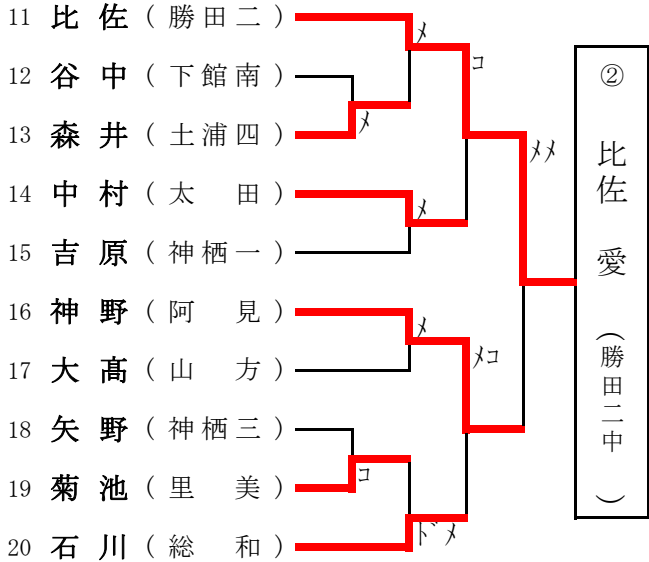 11 比佐 (勝田二)
メ
コ
12 谷中 (下館南)
13 森井 (土浦四)
メ
メメ
14 中村 (太　田)
メ
15 吉原 (神栖一)
16 神野 (阿　見)
メ
メコ
17 大髙 (山　方)
18 矢野 (神栖三)
19 菊池 (里　美)
コ
20 石川 (総　和)
ドメ
② 比佐　愛 (勝田二中)